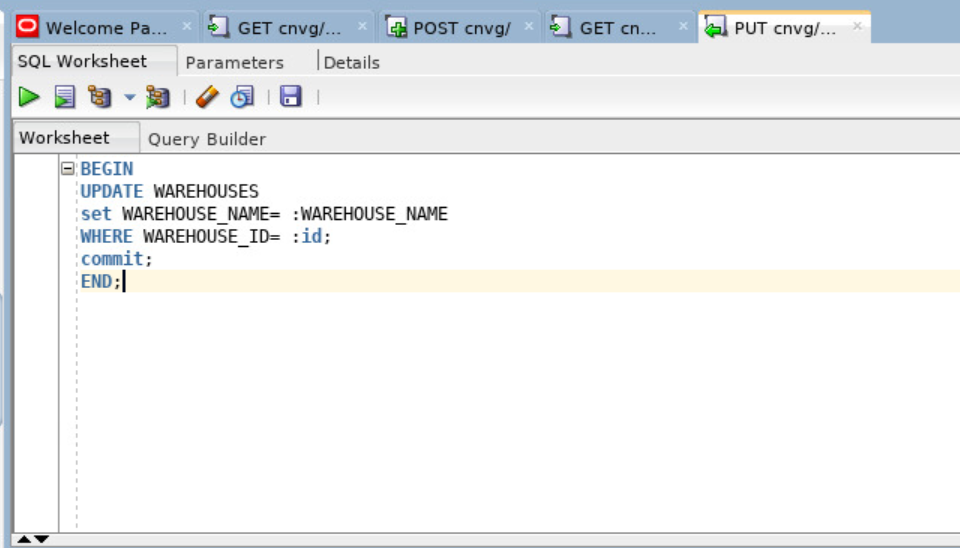 Welcome Pa...
GET cnvg/...
POST cnvg/
GET cn...
PUT cnvg/...
SQL Worksheet
Parameters
Details
Worksheet
Query Builder
BEGIN
UPDATE WAREHOUSES
set WAREHOUSE_NAME= :WAREHOUSE_NAME
WHERE WAREHOUSE_ID= :id;
commit;
END;